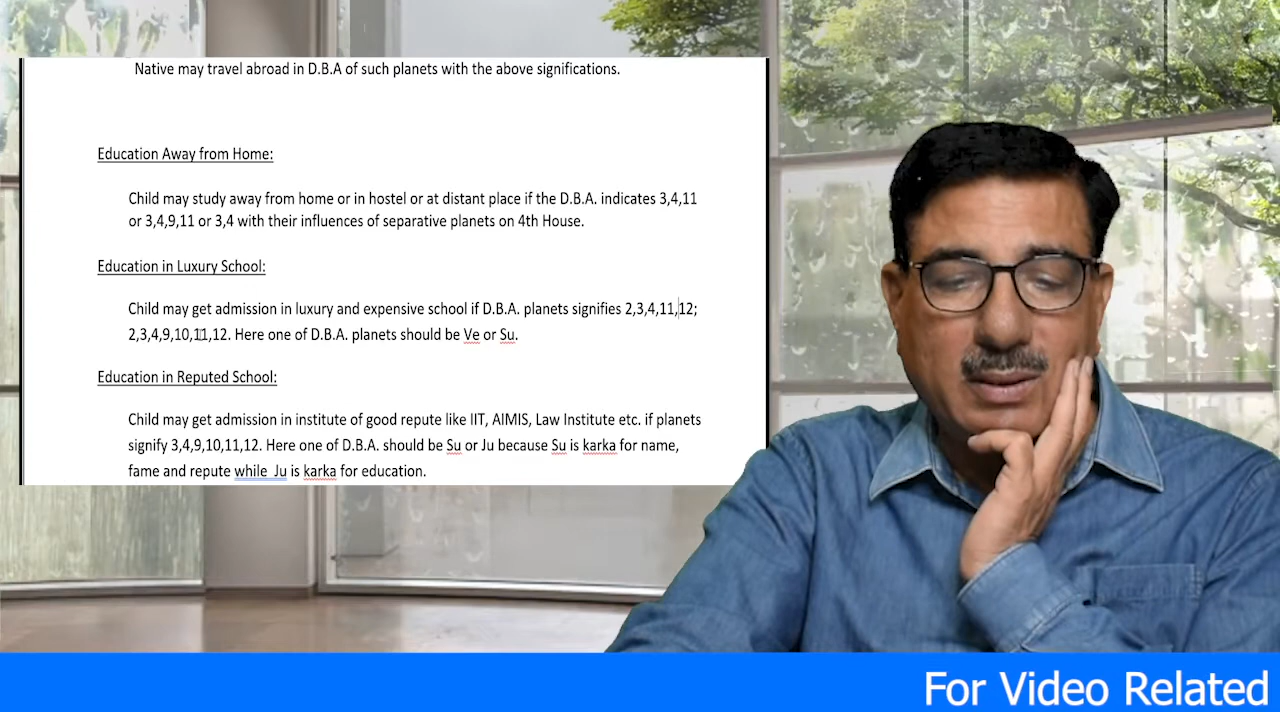 Native may travel abroad in D.B.A of such planets with the above significations.
Education Away from Home:
Child may study away from home or in hostel or at distant place if the D.B.A. indicates 3,4,11
or 3,4,9,11 or 3,4 with their influences of separative planets on 4th House.
Education in Luxury School:
Child may get admission in luxury and expensive school if D.B.A. planets signifies 2,3,4,11,12;
2,3,4,9,10,11,12. Here one of D.B.A. planets should be Ve or Su.
Education in Reputed School:
Child may get admission in institute of good repute like IIT, AIMIS, Law Institute etc. if planets
signify 3,4,9,10,11,12. Here one of D.B.A. should be Su or Ju because Su is karka for name,
fame and repute while Ju is karka for education.
For Video Related